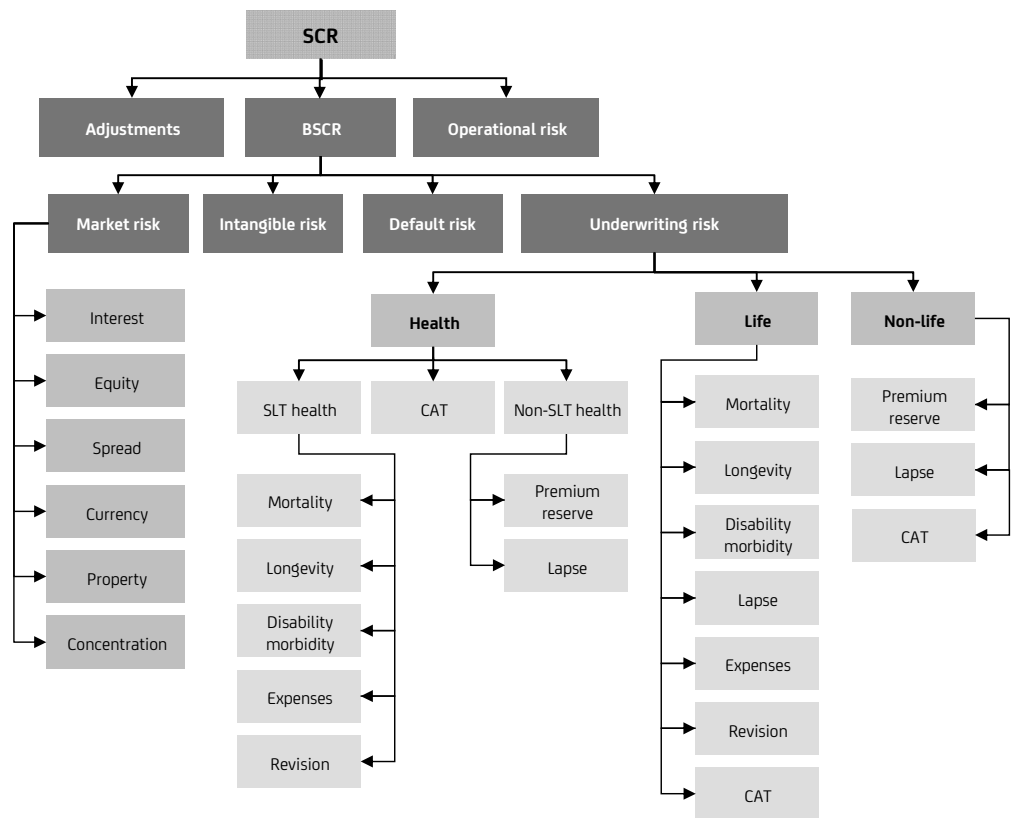 SCR
Adjustments
BSCR
Operational risk
Market risk
Intangible risk
Default risk
Underwriting risk
Interest
Equity
Spread
Currency
Property
Concentration
Health
SLT health
CAT
Non-SLT health
Mortality
Longevity
Disability
morbidity
Expenses
Revision
Premium
reserve
Lapse
Life
Mortality
Longevity
Disability
morbidity
Lapse
Expenses
Revision
CAT
Non-life
Premium
reserve
Lapse
CAT